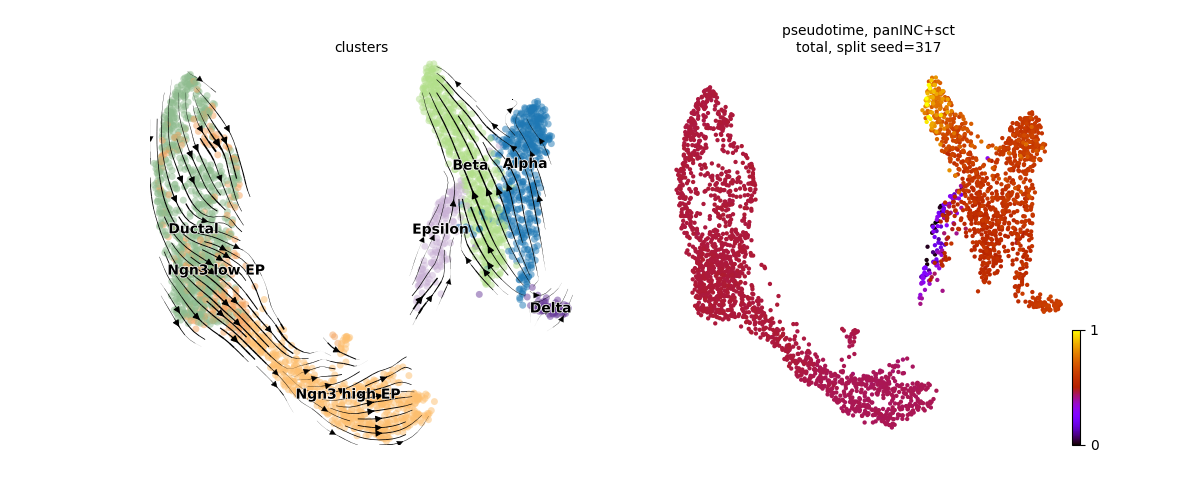 clusters
Beta
Alpha
Epsilon
Ductal
Ngn3 low EP
Delta
Ngn3 high EP
pseudotime, panINC+sct
total, split seed=317
1
0